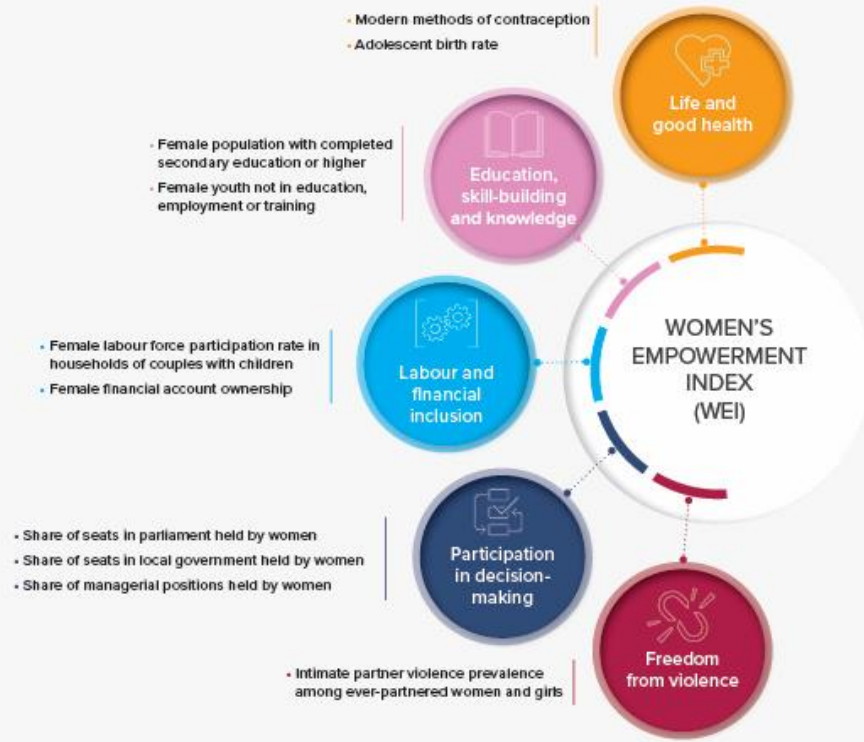 • Modern methods of contraception
• Adolescent birth rate
Life and
good health
• Female population with completed
secondary education or higher
• Female youth not in education,
employment or training
Education,
skill-building
and knowledge
• Female labour force participation rate in
households of couples with children
• Female financial account ownership
Labour and
financial
inclusion
WOMEN'S
EMPOWERMENT
INDEX
(WEI)
• Share of seats in parliament held by women
• Share of seats in local government held by women
• Share of managerial positions held by women
Participation
in decision-
making
• Intimate partner violence prevalence
among ever-partnered women and girls
Freedom
from violence